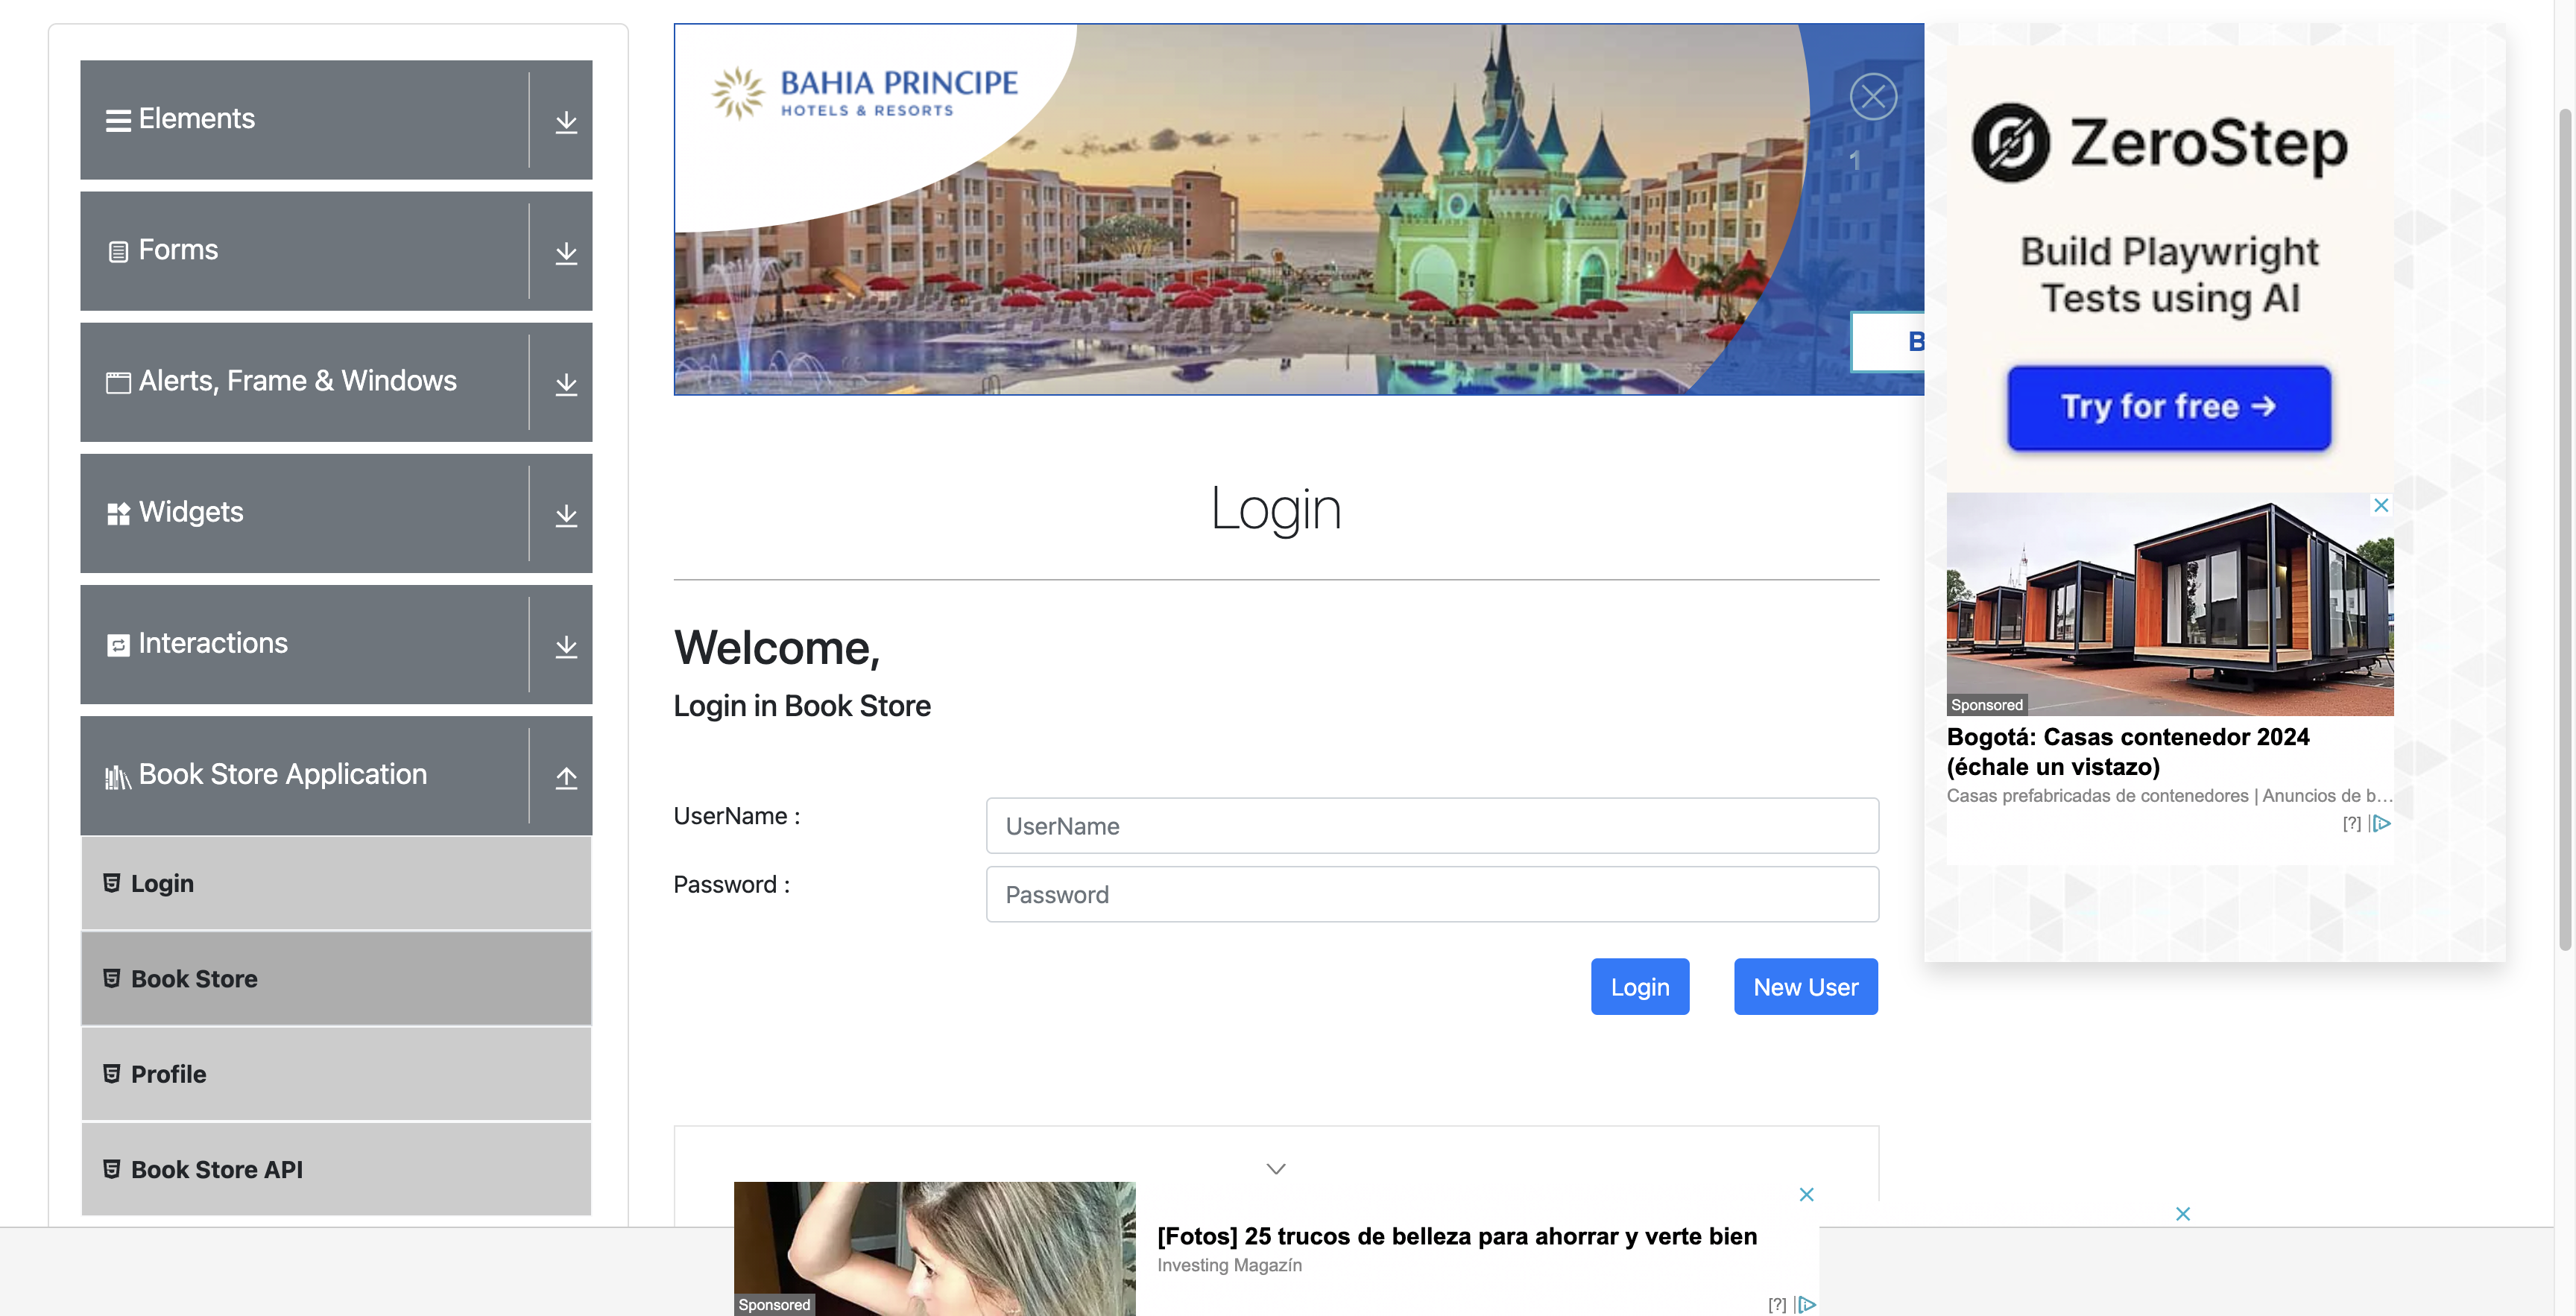 Elements
Forms
Alerts, Frame & Windows
Widgets
Interactions
Book Store Application
Login
Book Store
Profile
Book Store API
BAHIA PRINCIPE
HOTELS & RESORTS
1
B
Login
Welcome,
Login in Book Store
UserName :
UserName
Password :
Password
Login
New User
[Fotos] 25 trucos de belleza para ahorrar y verte bien
Investing Magazín
Sponsored
[?]
ZeroStep
Build Playwright
Tests using AI
Try for free →
Sponsored
Bogotá: Casas contenedor 2024
(échale un vistazo)
Casas prefabricadas de contenedores | Anuncios de b...
[?]